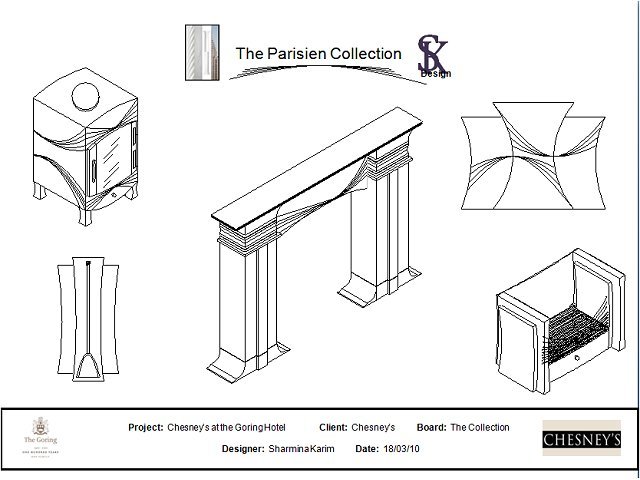 The Parisien Collection
SK
Design
Project: Chesney's at the Goring Hotel Client: Chesney's Board: The Collection
The Goring
Designer: Sharmina Karim Date: 18/03/10
CHESNEY'S